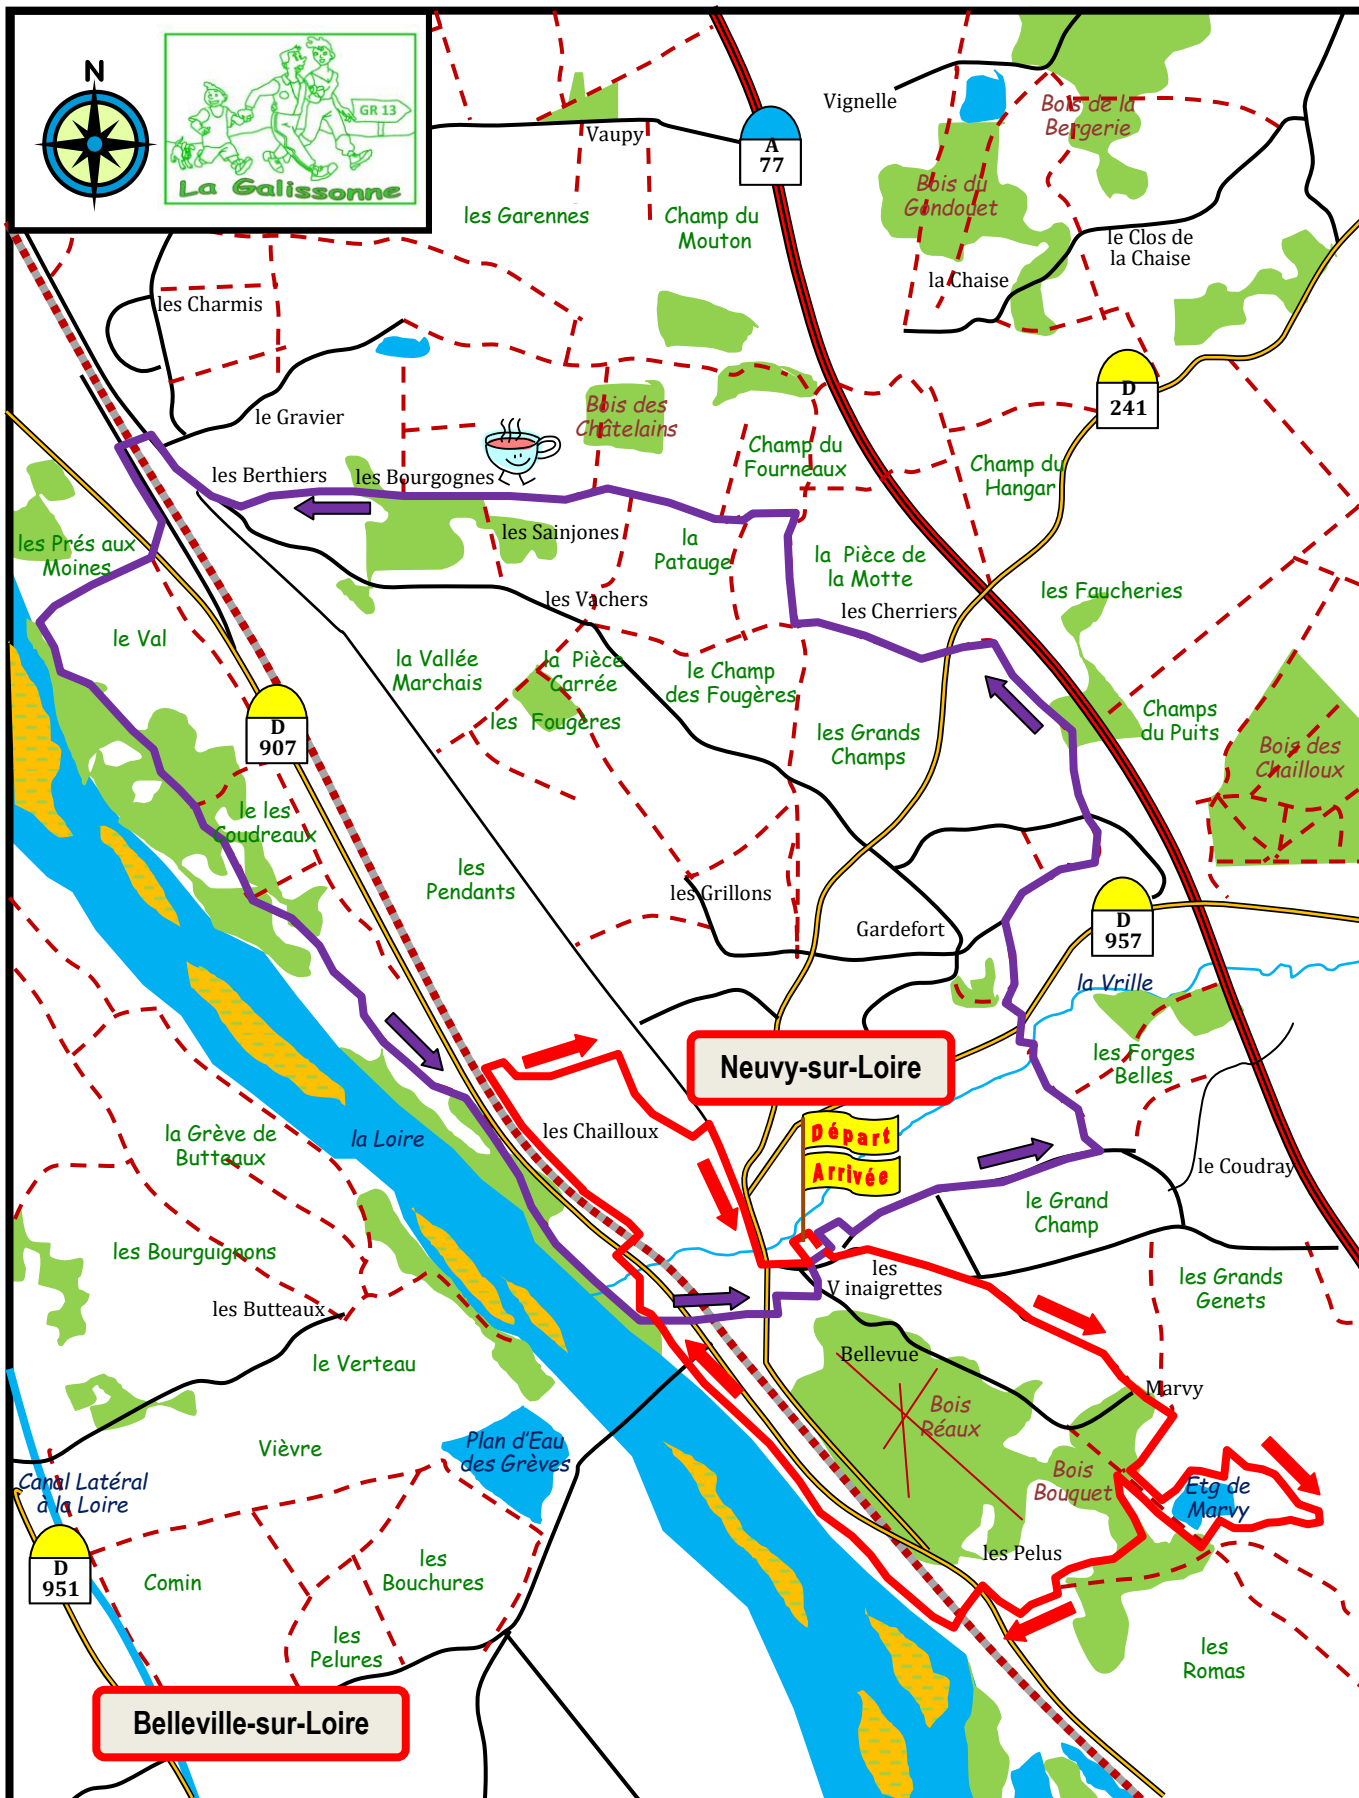 N
GR 13
La Galissonne
Vaupy
A
77
Vignelle
Bois de la
Bergerie
Bois du
Gondouet
les Garennes
Champ du
Mouton
le Clos de
la Chaise
la Chaise
les Charmis
D
241
le Gravier
Bois des
Châtelains
Champ du
Fourneaux
Champ du
Hangar
les Berthiers
les Bourgognes
les Sainjones
les Prés aux
Moines
la
Patauge
la Pièce de
la Motte
les Cherriers
les Faucheries
les Vachers
le Val
la Vallée
Marchais
la Pièce
Carrée
le Champ
des Fougères
les Fougères
les Grands
Champs
Champs
du Puits
Bois des
Chailloux
D
907
le les
Coudreaux
les
Pendants
les Grillons
Gardefort
D
957
la Vrille
Neuvy-sur-Loire
les Forges
Belles
la Loire
les Chailloux
Départ
Arrivée
la Grève de
Butteaux
le Coudray
le Grand
Champ
les Bourguignons
les
V inaigrettes
les Grands
Genets
les Butteaux
le Verteau
Bellevue
Marvy
Bois
Réaux
Vièvre
Plan d'Eau
des Grèves
Bois
Bouquet
Etg de
Marvy
Canal Latéral
à la Loire
D
951
Comin
les
Bouchures
les Pelus
les
Pelures
les
Romas
Belleville-sur-Loire